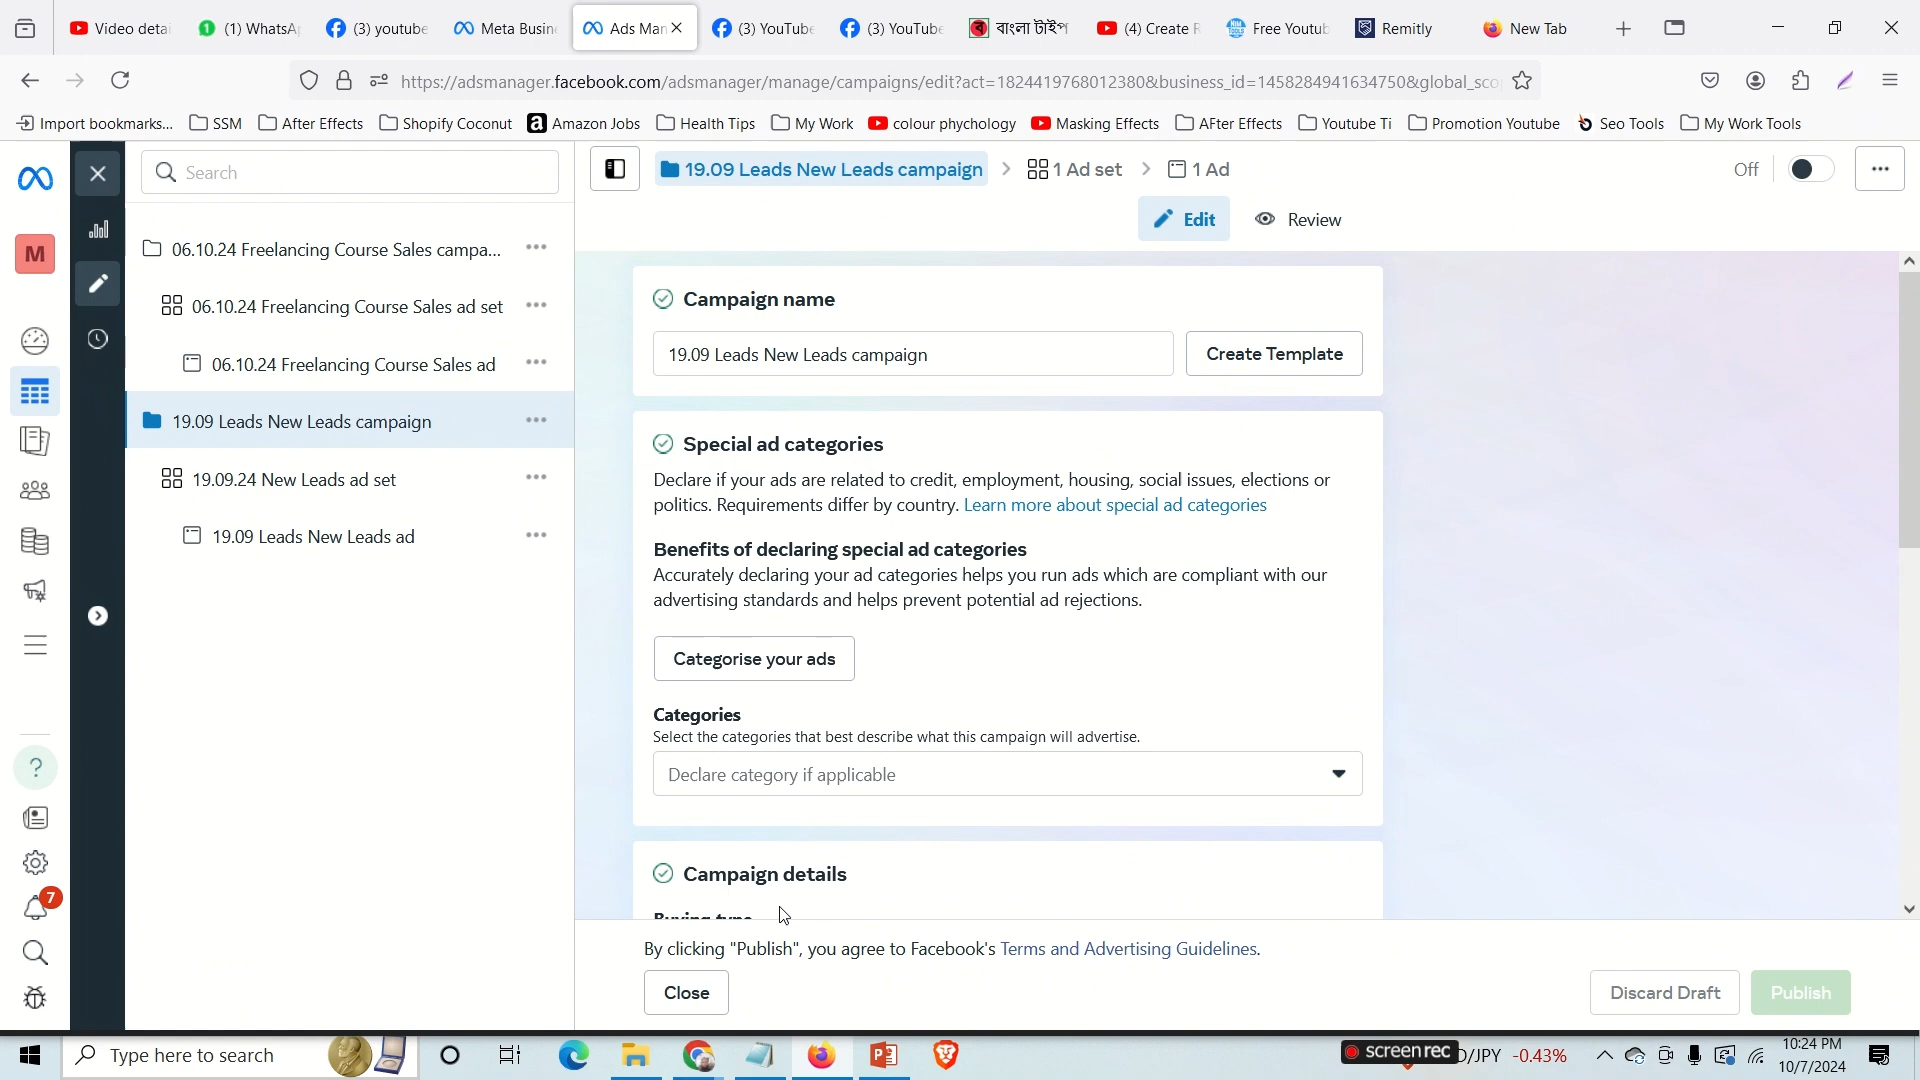 Video detai
(1) WhatsA
(3) youtube
Meta Busin
Ads Man
(3) YouTube
(3) YouTube
বাংলা টাইপ
(4) Create R
Free Youtub
Remitly
New Tab
https://adsmanager.facebook.com/adsmanager/manage/campaigns/edit?act=1824419768012380&business_id=1458284941634750&global_sco
Import bookmarks...
SSM
After Effects
Shopify Coconut
Amazon Jobs
Health Tips
My Work
colour phychology
Masking Effects
AFter Effects
Youtube Ti
Promotion Youtube
Seo Tools
My Work Tools
Search
19.09 Leads New Leads campaign
1 Ad set
1 Ad
Off
Edit
Review
M
06.10.24 Freelancing Course Sales campa...
06.10.24 Freelancing Course Sales ad set
06.10.24 Freelancing Course Sales ad
19.09 Leads New Leads campaign
19.09.24 New Leads ad set
19.09 Leads New Leads ad
7
Campaign name
19.09 Leads New Leads campaign
Create Template
Special ad categories
Declare if your ads are related to credit, employment, housing, social issues, elections or
politics. Requirements differ by country. Learn more about special ad categories
Benefits of declaring special ad categories
Accurately declaring your ad categories helps you run ads which are compliant with our
advertising standards and helps prevent potential ad rejections.
Categorise your ads
Categories
Select the categories that best describe what this campaign will advertise.
Declare category if applicable
Campaign details
Buying type
By clicking "Publish", you agree to Facebook's Terms and Advertising Guidelines.
Close
Discard Draft
Publish
Type here to search
screen rec
D/JPY -0.43%
10:24 PM
10/7/2024